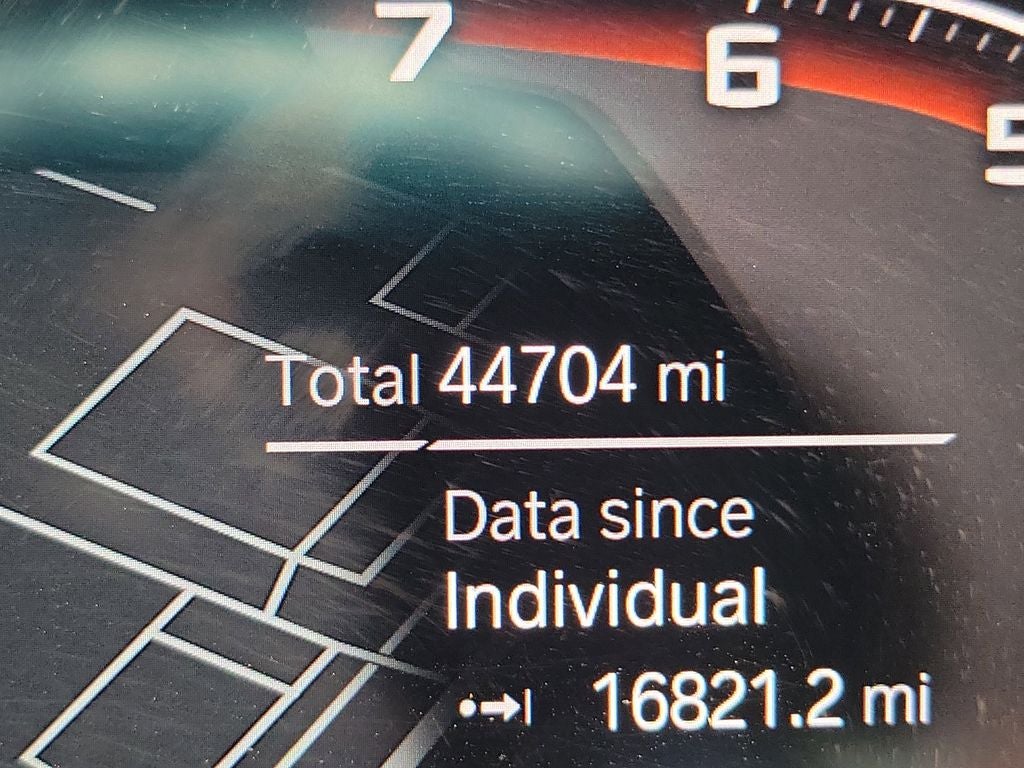 7 6 5
Total 44704 mi
Data since
Individual
16821.2 mi